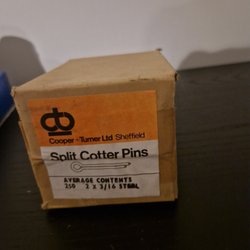 Cooper & Turner Ltd Sheffield
Split Cotter Pins
AVERAGE CONTENTS
250 2 x 3/16 STEEL